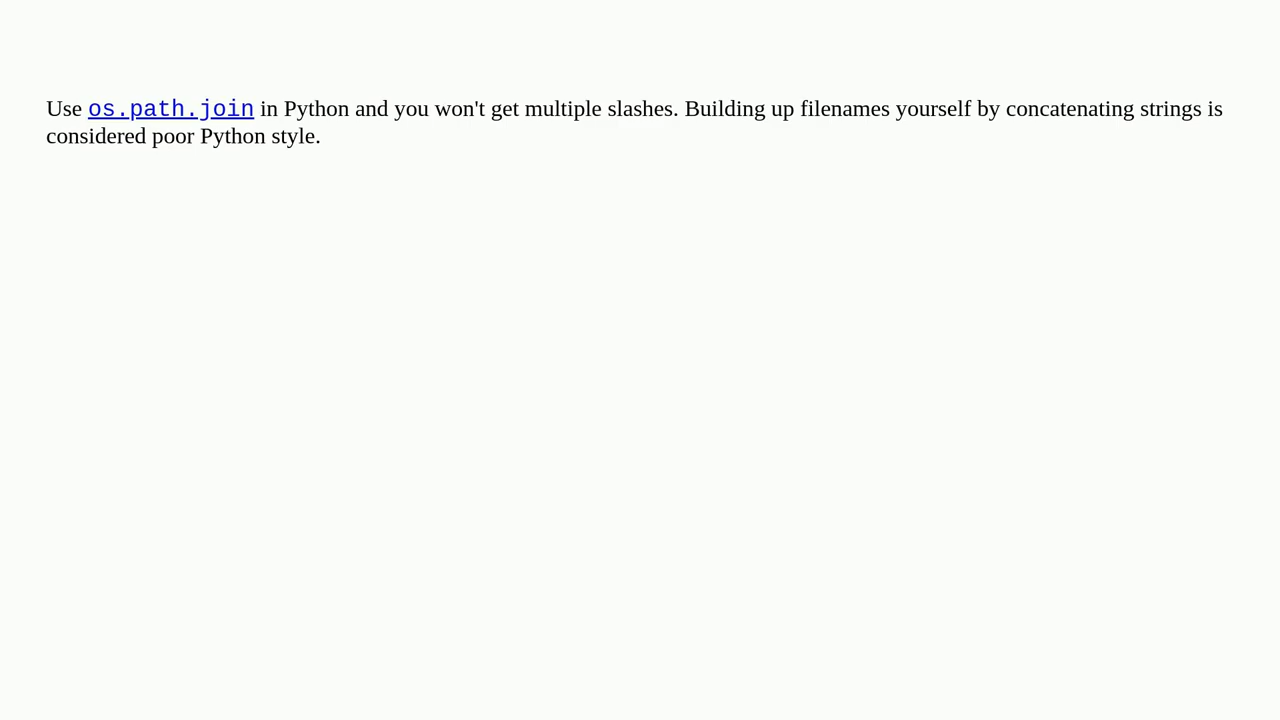 Use os.path.join in Python and you won't get multiple slashes. Building up filenames yourself by concatenating strings is
considered poor Python style.